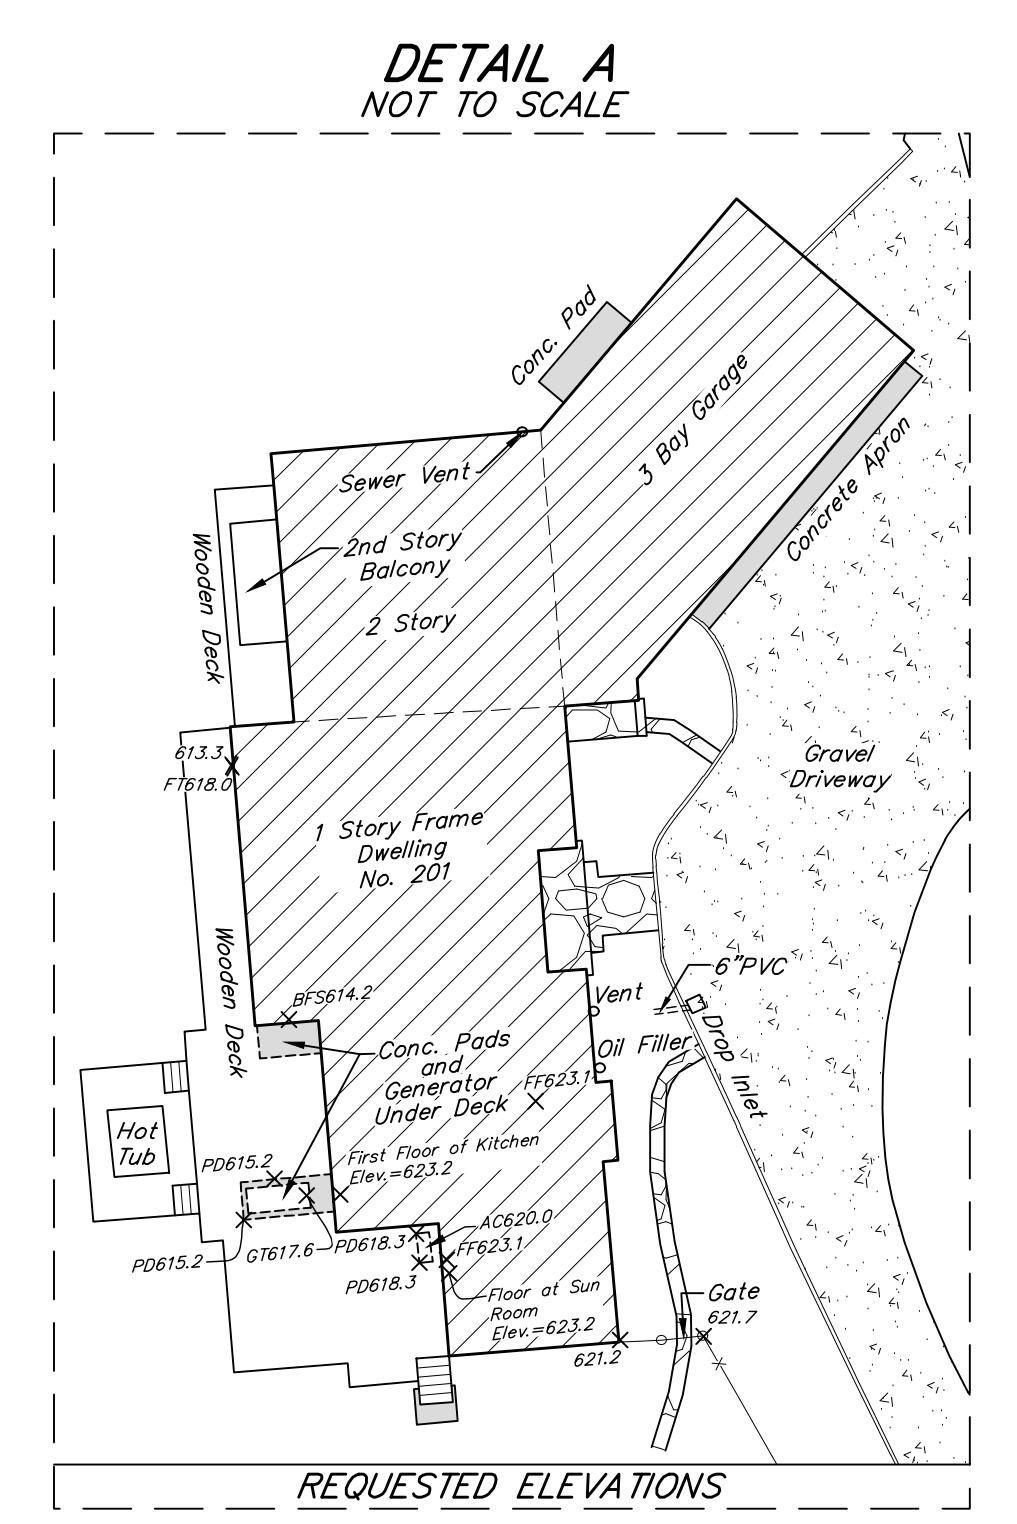 DETAIL A
NOT TO SCALE
Conc. Pad
3 Bay Garage
Concrete Apron
Sewer Vent
2nd Story
Balcony
Wooden Deck
2 Story
613.3
FT618.0
Gravel
Driveway
1 Story Frame
Dwelling
No. 201
Wooden Deck
6"PVC
BFS614.2
Vent
Drop Inlet
Oil Filler
Conc. Pads
and
Generator
Under Deck
FF623.1
Hot
Tub
First Floor of Kitchen
Elev.=623.2
PD615.2
AC620.0
PD618.3
FF623.1
GT617.6
PD615.2
PD618.3
Floor at Sun
Room
Elev.=623.2
Gate
621.7
621.2
REQUESTED ELEVATIONS